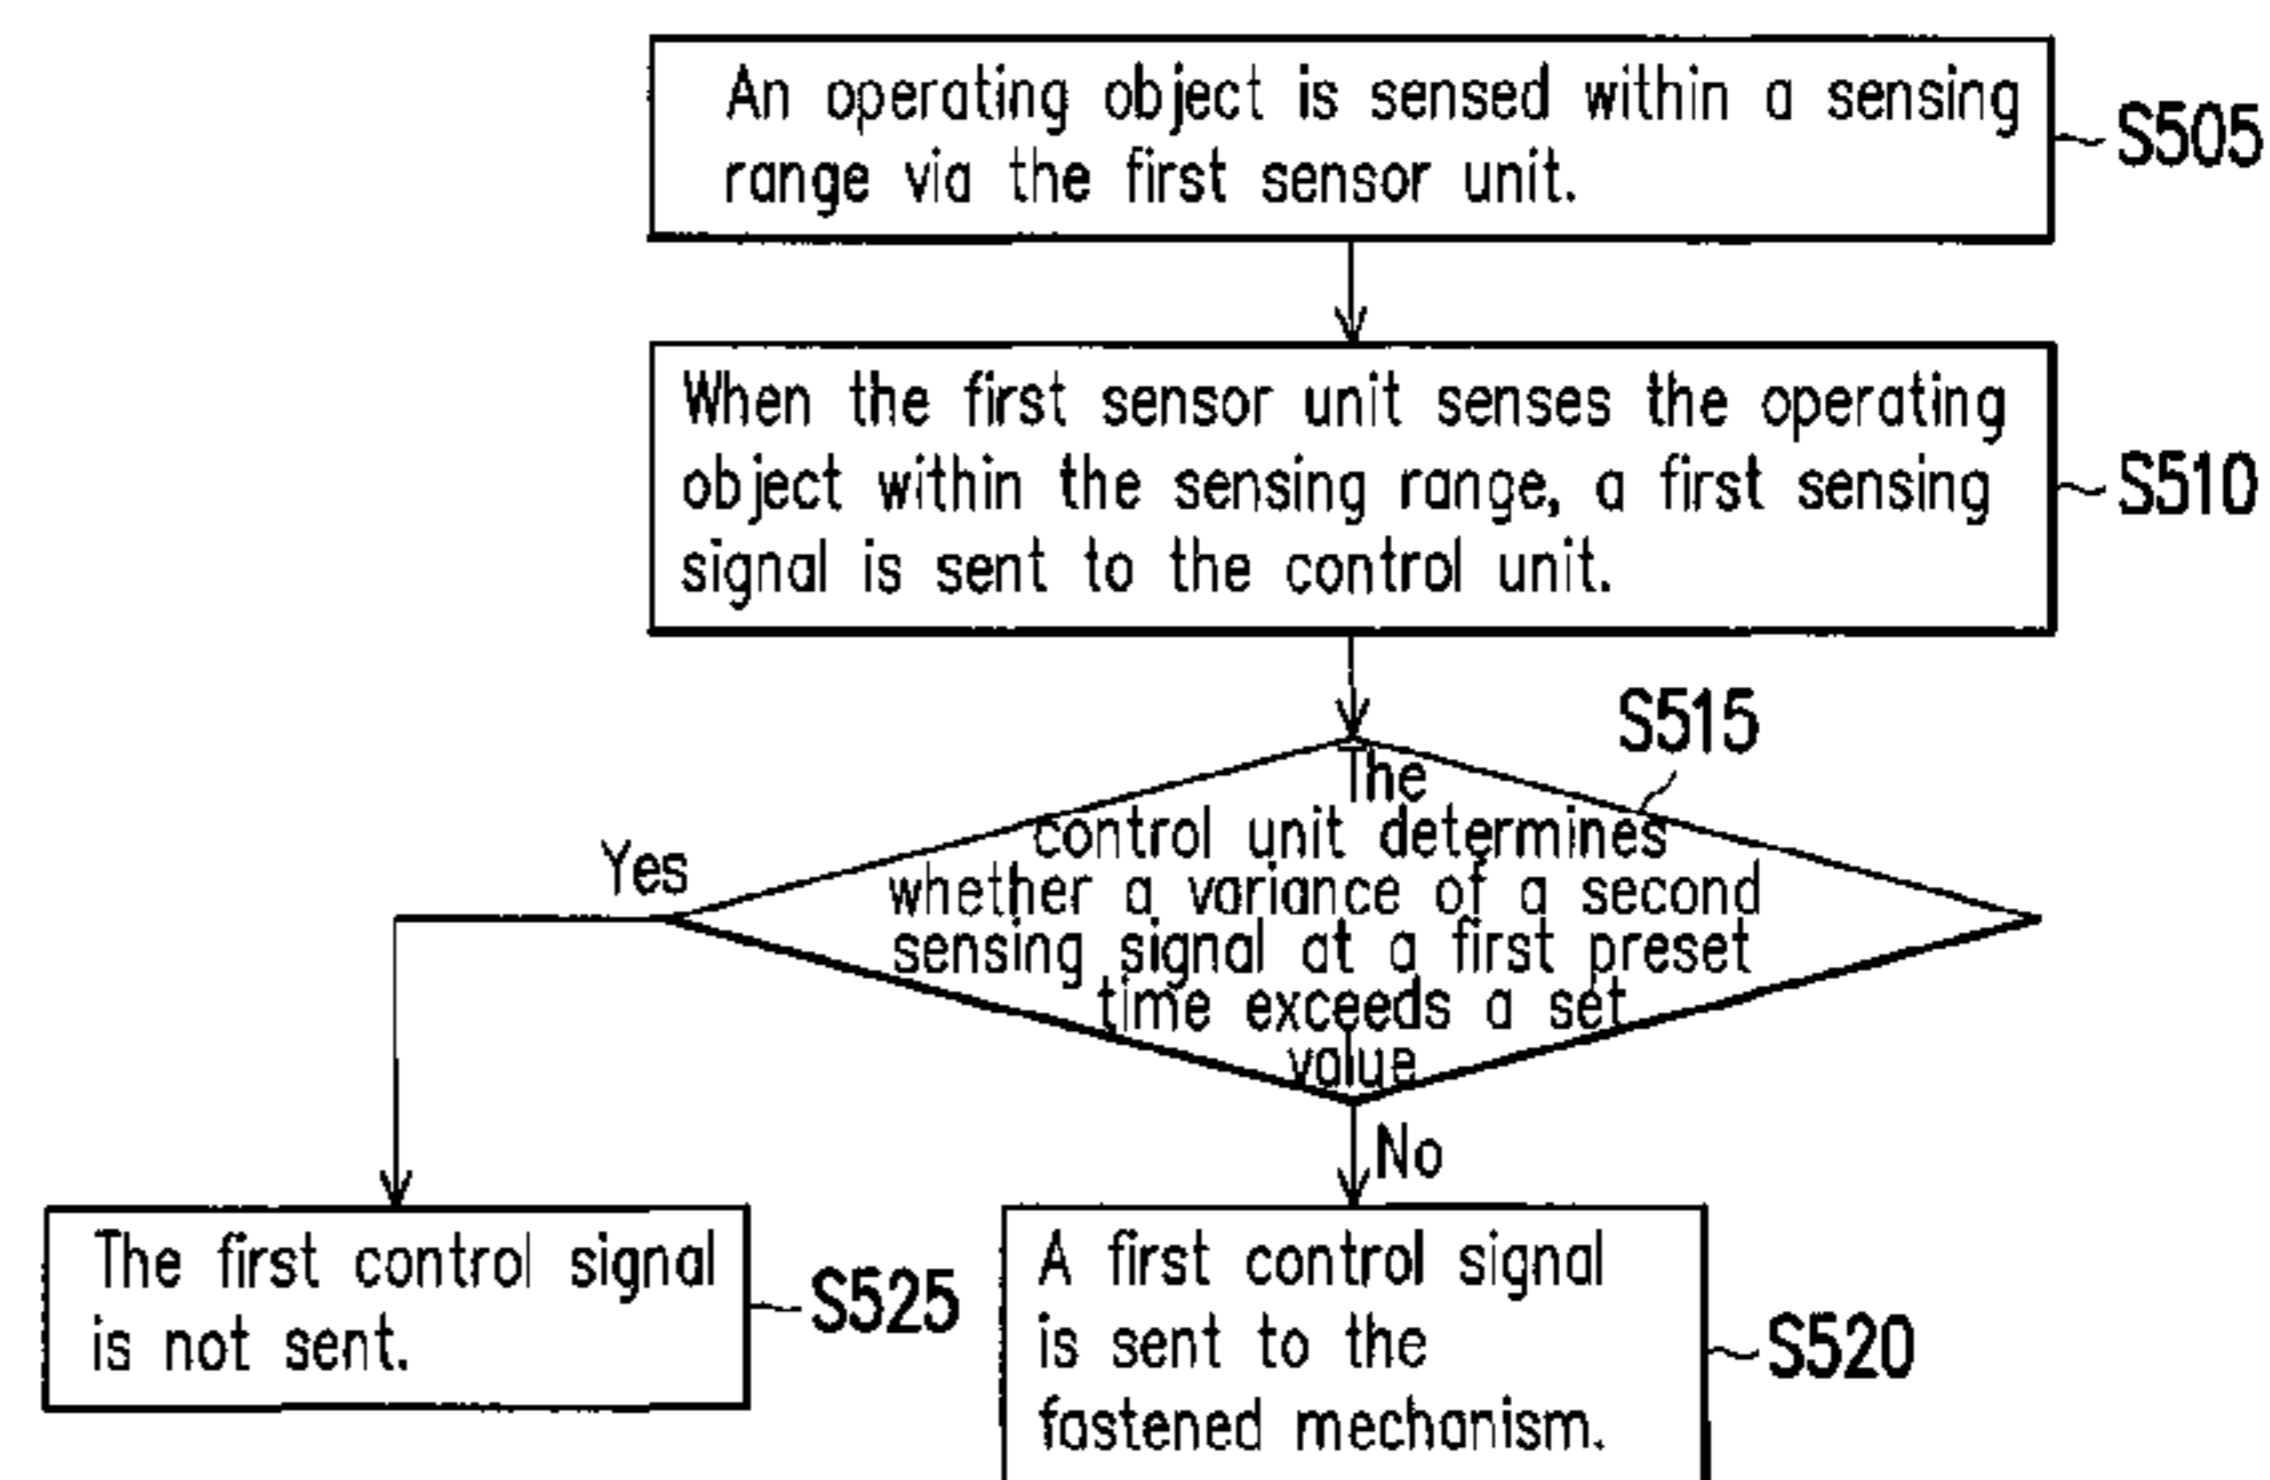 An operating object is sensed within a sensing
range via the first sensor unit.
S505
When the first sensor unit senses the operating
object within the sensing range, a first sensing
signal is sent to the control unit.
S510
S515
The
control unit determines
whether a variance of a second
sensing signal at a first preset
time exceeds a set
value
Yes
No
The first control signal
is not sent.
S525
A first control signal
is sent to the
fastened mechanism.
S520